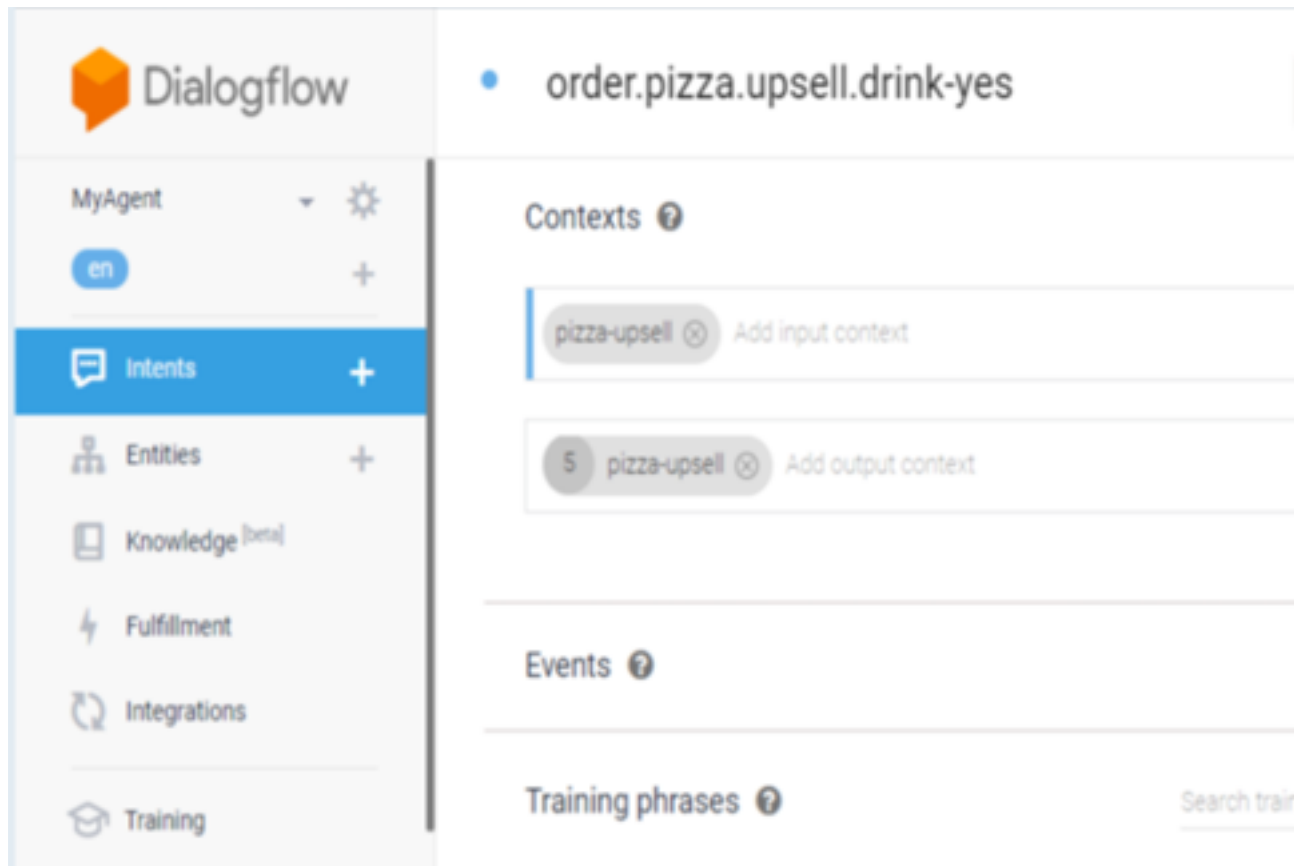 Dialogflow
order.pizza.upsell.drink-yes
MyAgent
en
Intents
Entities
Knowledge [beta]
Fulfillment
Integrations
Training
Contexts
pizza-upsell Add input context
5 pizza-upsell Add output context
Events
Training phrases
Search train